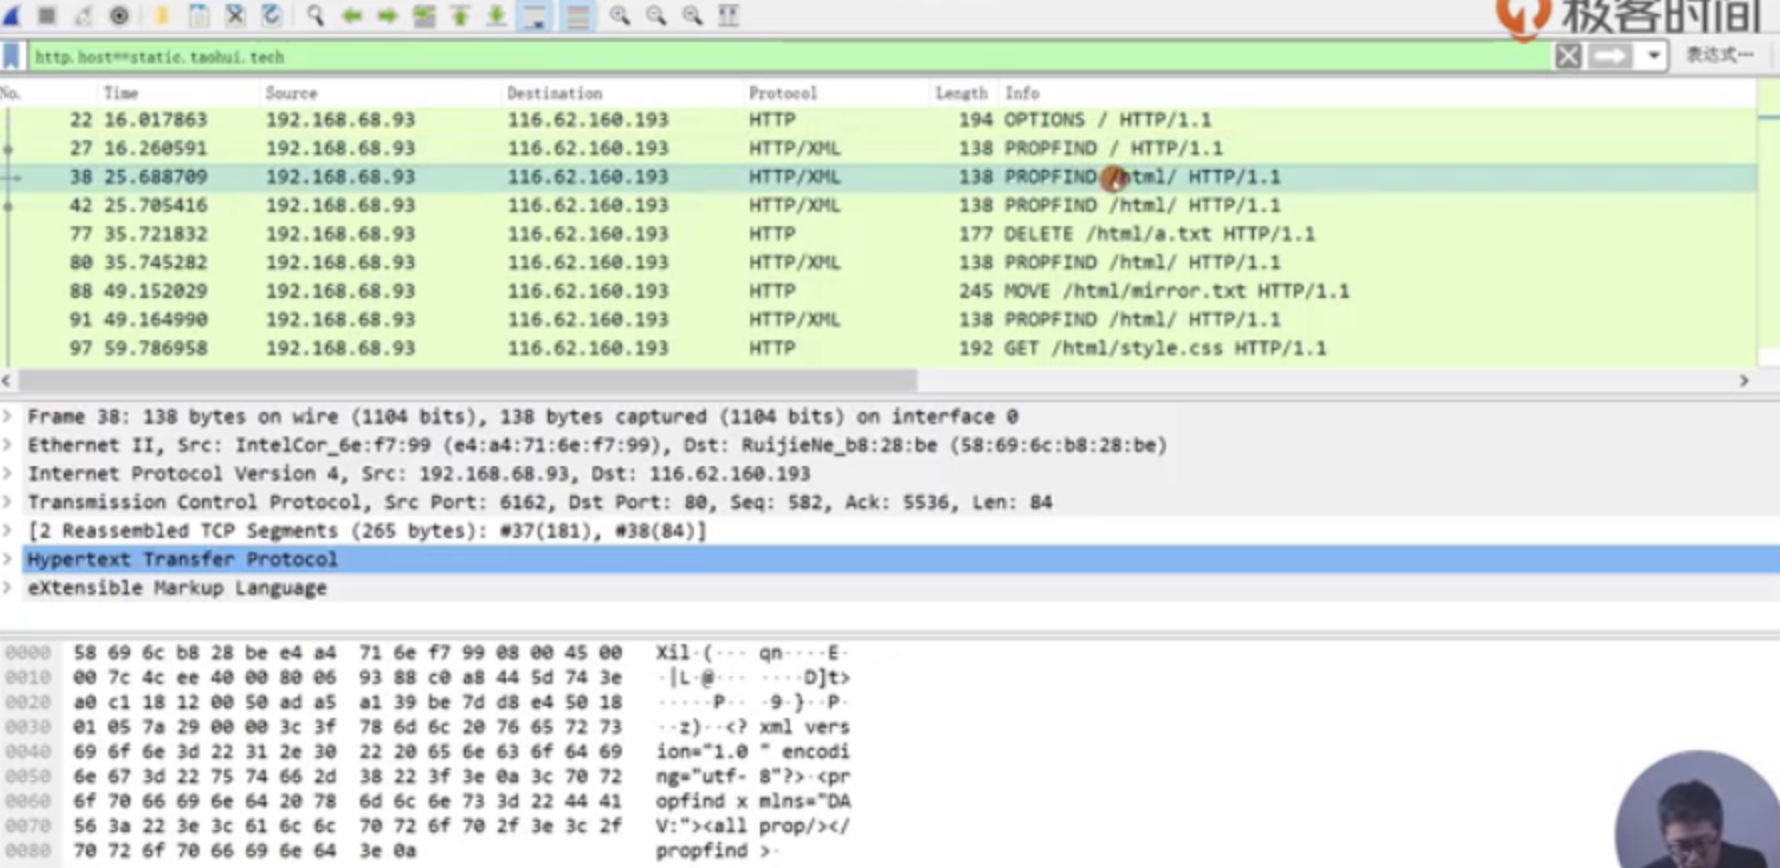 极客时间
http.host==static.taohui.tech 表达式…
No. Time Source Destination Protocol Length Info
22 16.017863 192.168.68.93 116.62.160.193 HTTP 194 OPTIONS / HTTP/1.1
27 16.260591 192.168.68.93 116.62.160.193 HTTP/XML 138 PROPFIND / HTTP/1.1
38 25.688709 192.168.68.93 116.62.160.193 HTTP/XML 138 PROPFIND /html/ HTTP/1.1
42 25.705416 192.168.68.93 116.62.160.193 HTTP/XML 138 PROPFIND /html/ HTTP/1.1
77 35.721832 192.168.68.93 116.62.160.193 HTTP 177 DELETE /html/a.txt HTTP/1.1
80 35.745282 192.168.68.93 116.62.160.193 HTTP/XML 138 PROPFIND /html/ HTTP/1.1
88 49.152029 192.168.68.93 116.62.160.193 HTTP 245 MOVE /html/mirror.txt HTTP/1.1
91 49.164990 192.168.68.93 116.62.160.193 HTTP/XML 138 PROPFIND /html/ HTTP/1.1
97 59.786958 192.168.68.93 116.62.160.193 HTTP 192 GET /html/style.css HTTP/1.1
Frame 38: 138 bytes on wire (1104 bits), 138 bytes captured (1104 bits) on interface 0
Ethernet II, Src: IntelCor_6e:f7:99 (e4:a4:71:6e:f7:99), Dst: RuijieNe_b8:28:be (58:69:6c:b8:28:be)
Internet Protocol Version 4, Src: 192.168.68.93, Dst: 116.62.160.193
Transmission Control Protocol, Src Port: 6162, Dst Port: 80, Seq: 582, Ack: 5536, Len: 84
[2 Reassembled TCP Segments (265 bytes): #37(181), #38(84)]
Hypertext Transfer Protocol
eXtensible Markup Language
0000 58 69 6c b8 28 be e4 a4 71 6e f7 99 08 00 45 00 Xil·(··· qn····E·
0010 00 7c 4c ee 40 00 80 06 93 88 c0 a8 44 5d 74 3e ·|L·@··· ····D]t>
0020 a0 c1 18 12 00 50 ad a5 a1 39 be 7d d8 e4 50 18 ·····P·· ·9·}··P·
0030 01 05 7a 29 00 00 3c 3f 78 6d 6c 20 76 65 72 73 ··z)··<? xml vers
0040 69 6f 6e 3d 22 31 2e 30 22 20 65 6e 63 6f 64 69 ion="1.0 " encodi
0050 6e 67 3d 22 75 74 66 2d 38 22 3f 3e 0a 3c 70 72 ng="utf- 8"?>·<pr
0060 6f 70 66 69 6e 64 20 78 6d 6c 6e 73 3d 22 44 41 opfind x mlns="DA
0070 56 3a 22 3e 3c 61 6c 6c 70 72 6f 70 2f 3e 3c 2f V:"><all prop/></
0080 70 72 6f 70 66 69 6e 64 3e 0a propfind >·